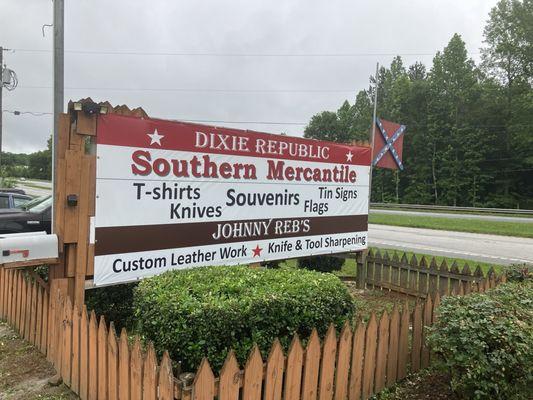 DIXIE REPUBLIC
Southern Mercantile
T-shirts Souvenirs Tin Signs
Knives Flags
JOHNNY REB'S
Custom Leather Work Knife & Tool Sharpening